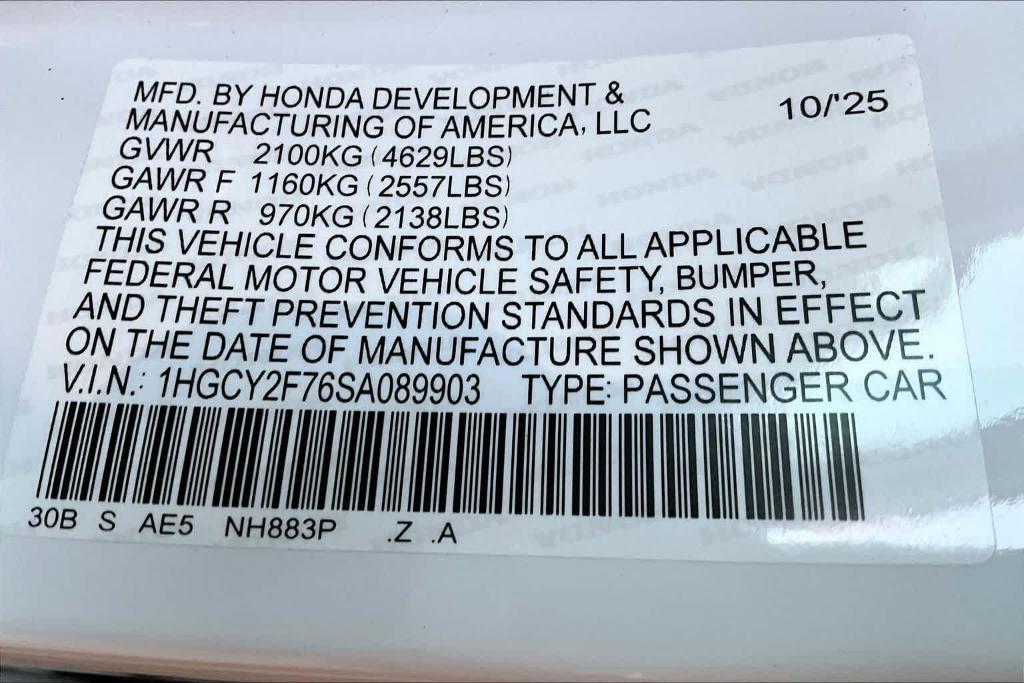 MFD. BY HONDA DEVELOPMENT &
MANUFACTURING OF AMERICA, LLC
10/'25
GVWR 2100KG (4629LBS)
GAWR F 1160KG (2557LBS)
GAWR R 970KG (2138LBS)
THIS VEHICLE CONFORMS TO ALL APPLICABLE
FEDERAL MOTOR VEHICLE SAFETY, BUMPER,
AND THEFT PREVENTION STANDARDS IN EFFECT
ON THE DATE OF MANUFACTURE SHOWN ABOVE.
V.I.N.: 1HGCY2F76SA089903 TYPE: PASSENGER CAR
30B S AE5 NH883P .Z .A